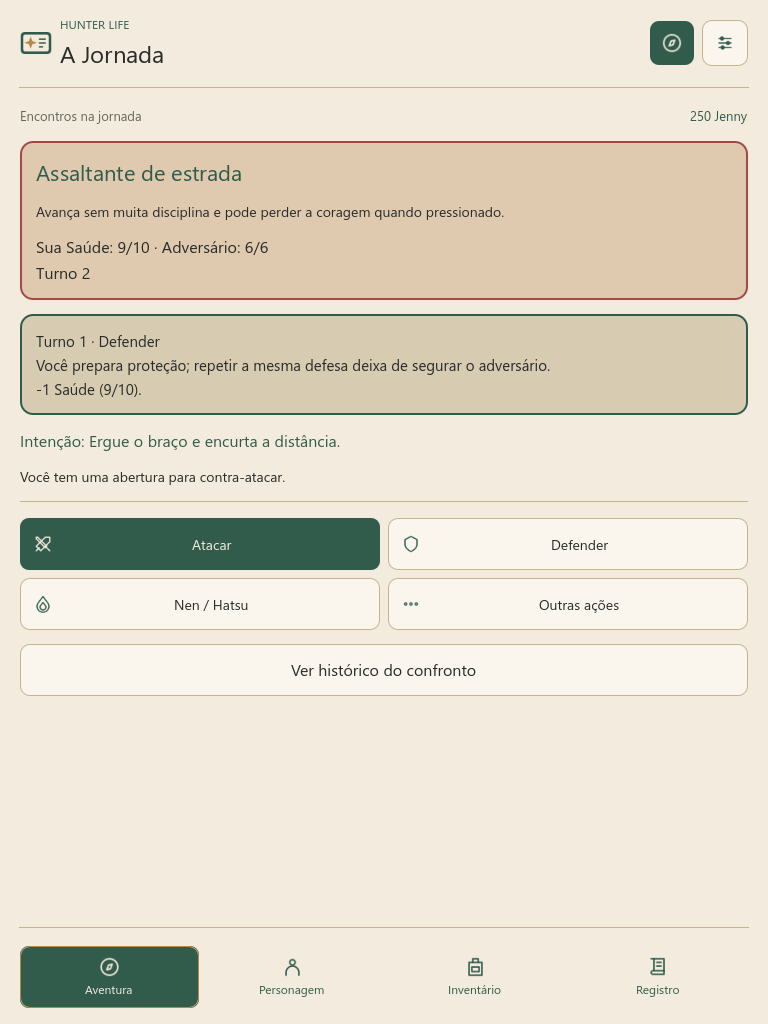 HUNTER LIFE
A Jornada
Encontros na jornada
250 Jenny
Assaltante de estrada
Avança sem muita disciplina e pode perder a coragem quando pressionado.
Sua Saúde: 9/10 · Adversário: 6/6
Turno 2
Turno 1 · Defender
Você prepara proteção; repetir a mesma defesa deixa de segurar o adversário.
-1 Saúde (9/10).
Intenção: Ergue o braço e encurta a distância.
Você tem uma abertura para contra-atacar.
Atacar
Defender
Nen / Hatsu
Outras ações
Ver histórico do confronto
Aventura
Personagem
Inventário
Registro